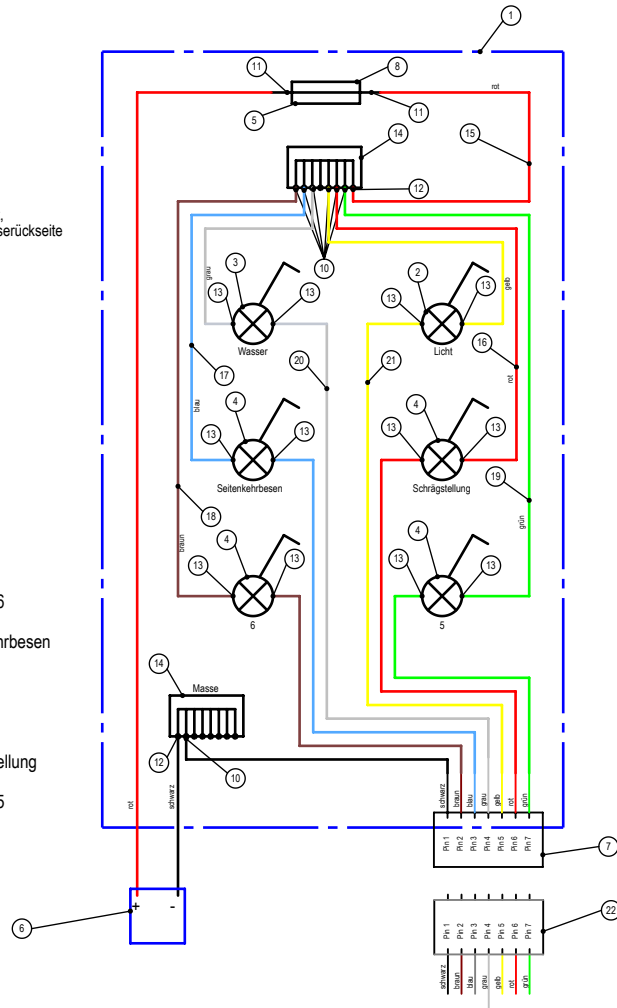 1
11
8
rot
5
11
14
15
,
serückseite
12
10
grau
3
2
gelb
13
13
13
13
16
Wasser
20
21
Licht
17
rot
blau
4
4
13
13
13
13
Seitenkehrbesen
Schrägstellung
19
18
grün
braun
4
4
13
13
13
13
6
6
5
hrbesen
14
Masse
ellung
12
10
5
rot
schwarz
schwarz
braun
blau
grau
gelb
rot
grün
Pin 1
Pin 2
Pin 3
Pin 4
Pin 5
Pin 6
Pin 7
7
+ -
6
22
Pin 1
Pin 2
Pin 3
Pin 4
Pin 5
Pin 6
Pin 7
schwarz
braun
blau
grau
gelb
rot
grün